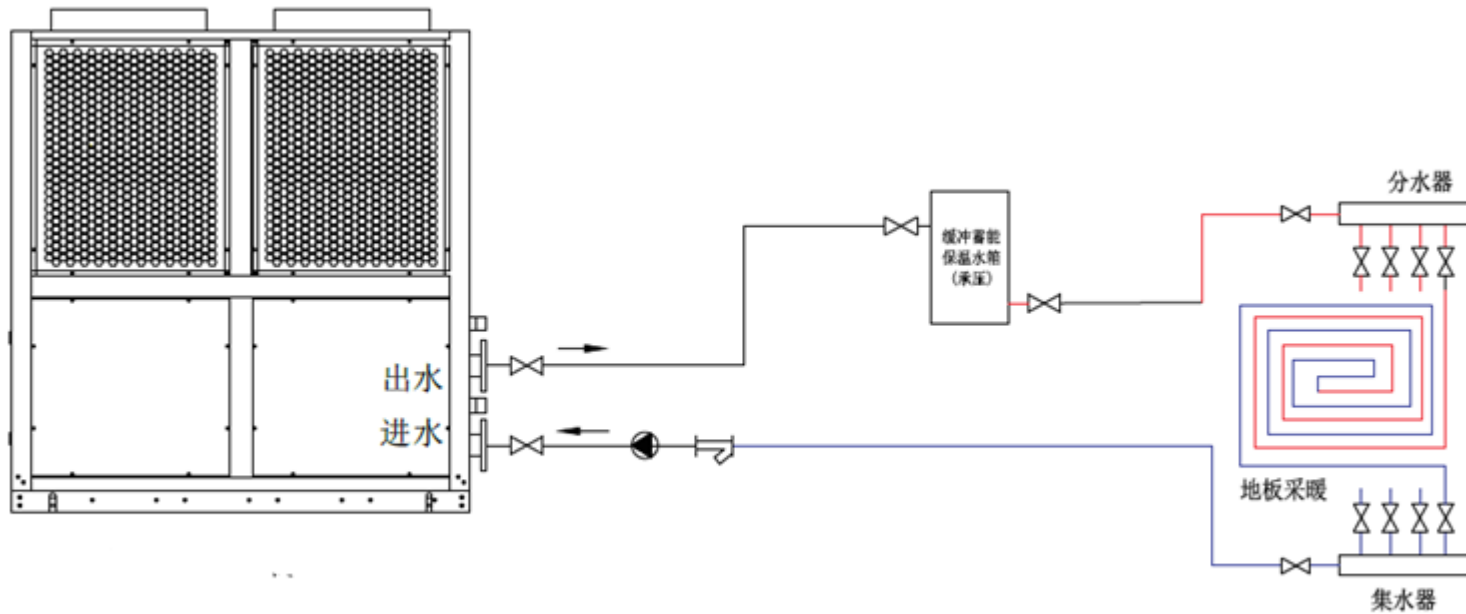 分水器
缓冲蓄能
保温水箱
(承压)
出水
进水
地板采暖
集水器